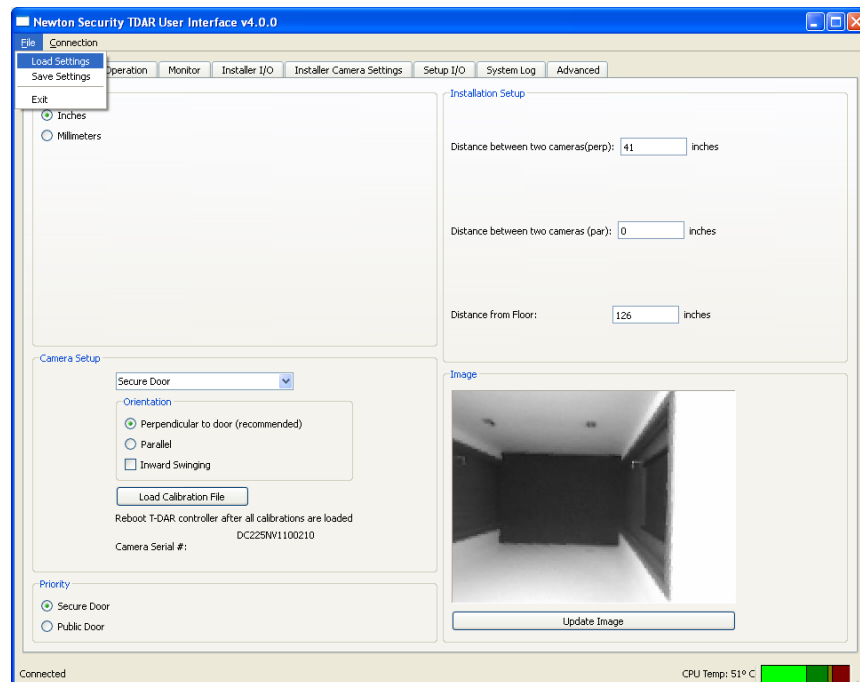 Newton Security TDAR User Interface v4.0.0
File Connection
Load Settings
Save Settings
Exit
Operation Monitor Installer I/O Installer Camera Settings Setup I/O System Log Advanced
Inches
Millimeters
Installation Setup
Distance between two cameras(perp): 41 inches
Distance between two cameras (par): 0 inches
Distance from Floor: 126 inches
Camera Setup
Secure Door
Orientation
Perpendicular to door (recommended)
Parallel
Inward Swinging
Load Calibration File
Reboot T-DAR controller after all calibrations are loaded
DC225NV1100210
Camera Serial #:
Priority
Secure Door
Public Door
Image
Update Image
Connected
CPU Temp: 51º C